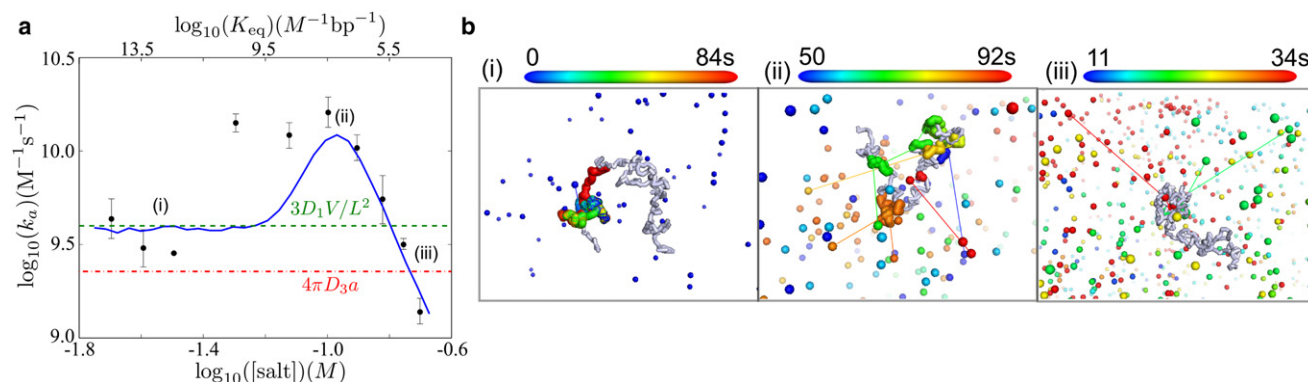 a
log₁₀(K_eq)(M⁻¹bp⁻¹)
13.5 9.5 5.5
10.5
10.0
9.5
9.0
log₁₀(kₐ)(M⁻¹s⁻¹)
(i)
(ii)
(iii)
3D₁V/L²
4πD₃a
-1.8 -1.4 -1.0 -0.6
log₁₀([salt])(M)
b
0 84s
(i)
50 92s
(ii)
11 34s
(iii)